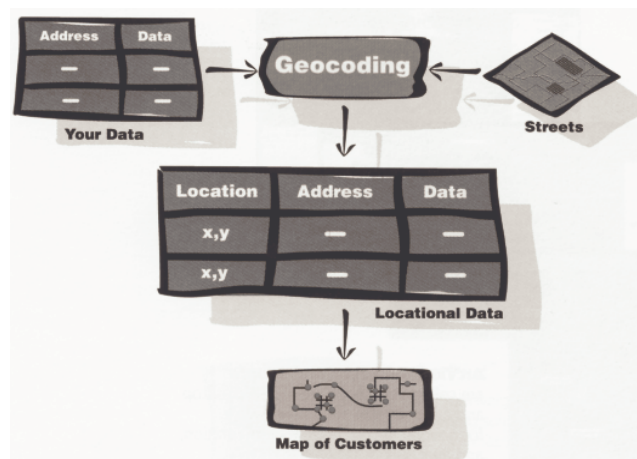 Address Data
Geocoding
Your Data
Streets
Location Address Data
x,y
x,y
Locational Data
Map of Customers